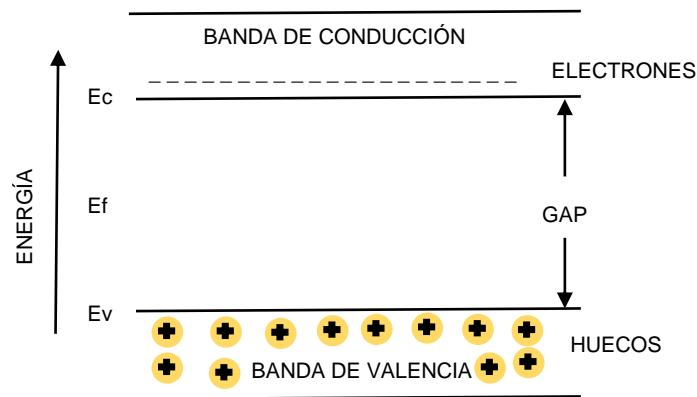 BANDA DE CONDUCCIÓN
ELECTRONES
Ec
ENERGÍA
Ef
GAP
Ev
HUECOS
BANDA DE VALENCIA